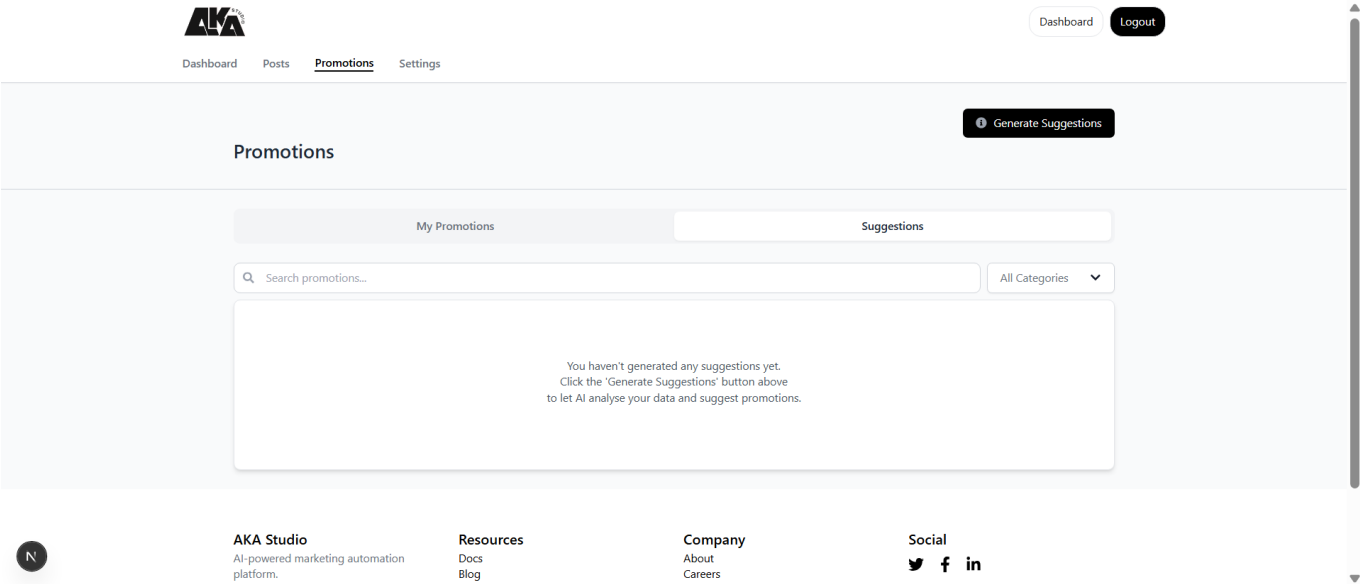 AKA STUDIO
Dashboard
Logout
Dashboard
Posts
Promotions
Settings
Generate Suggestions
Promotions
My Promotions
Suggestions
Search promotions...
All Categories
You haven't generated any suggestions yet.
Click the 'Generate Suggestions' button above
to let AI analyse your data and suggest promotions.
AKA Studio
AI-powered marketing automation
platform.
Resources
Docs
Blog
Company
About
Careers
Social
N